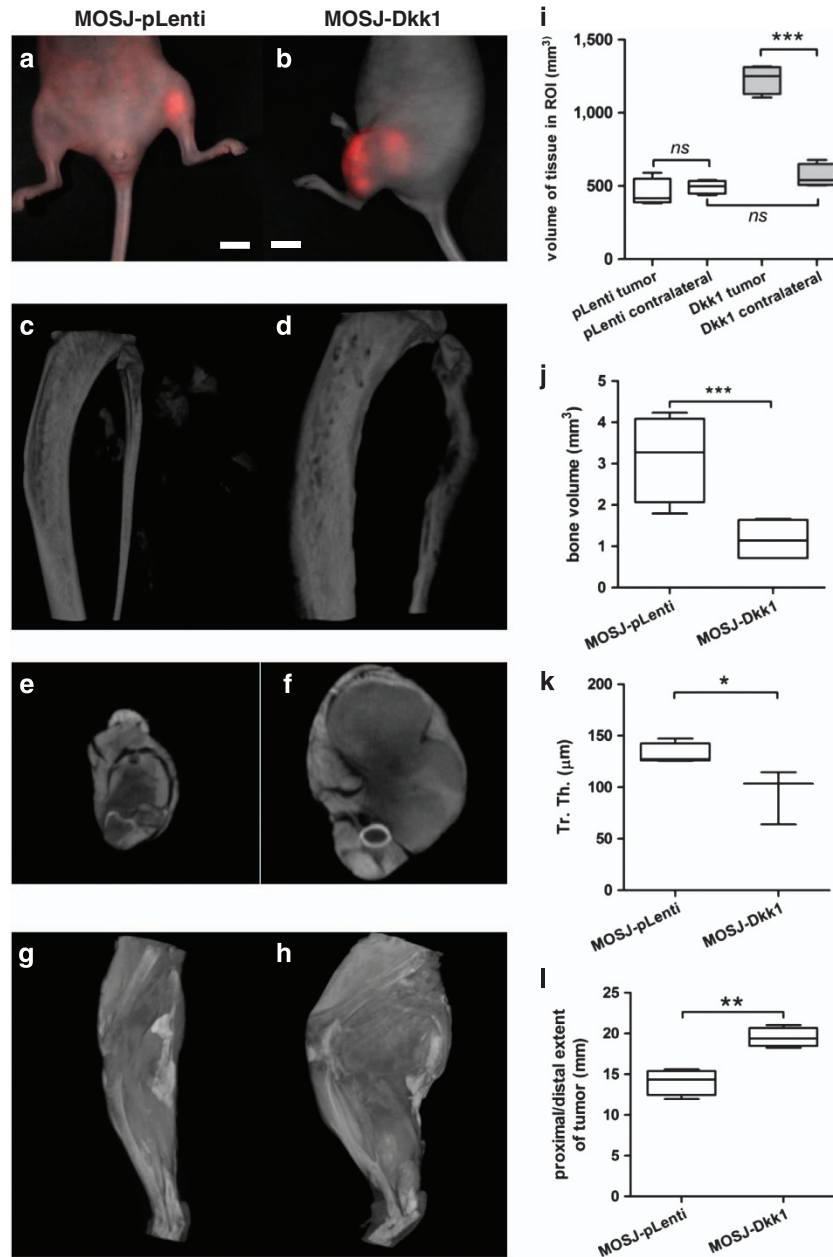 MOSJ-pLenti MOSJ-Dkk1
a b
c d
e f
g h
i
volume of tissue in ROI (mm³)
1,500
1,000
500
0
***
ns
ns
pLenti tumor
pLenti contralateral
Dkk1 tumor
Dkk1 contralateral
j
bone volume (mm³)
5
4
3
2
1
0
***
MOSJ-pLenti
MOSJ-Dkk1
k
Tr. Th. (μm)
200
150
100
50
0
*
MOSJ-pLenti
MOSJ-Dkk1
l
proximal/distal extent
of tumor (mm)
25
20
15
10
5
0
**
MOSJ-pLenti
MOSJ-Dkk1